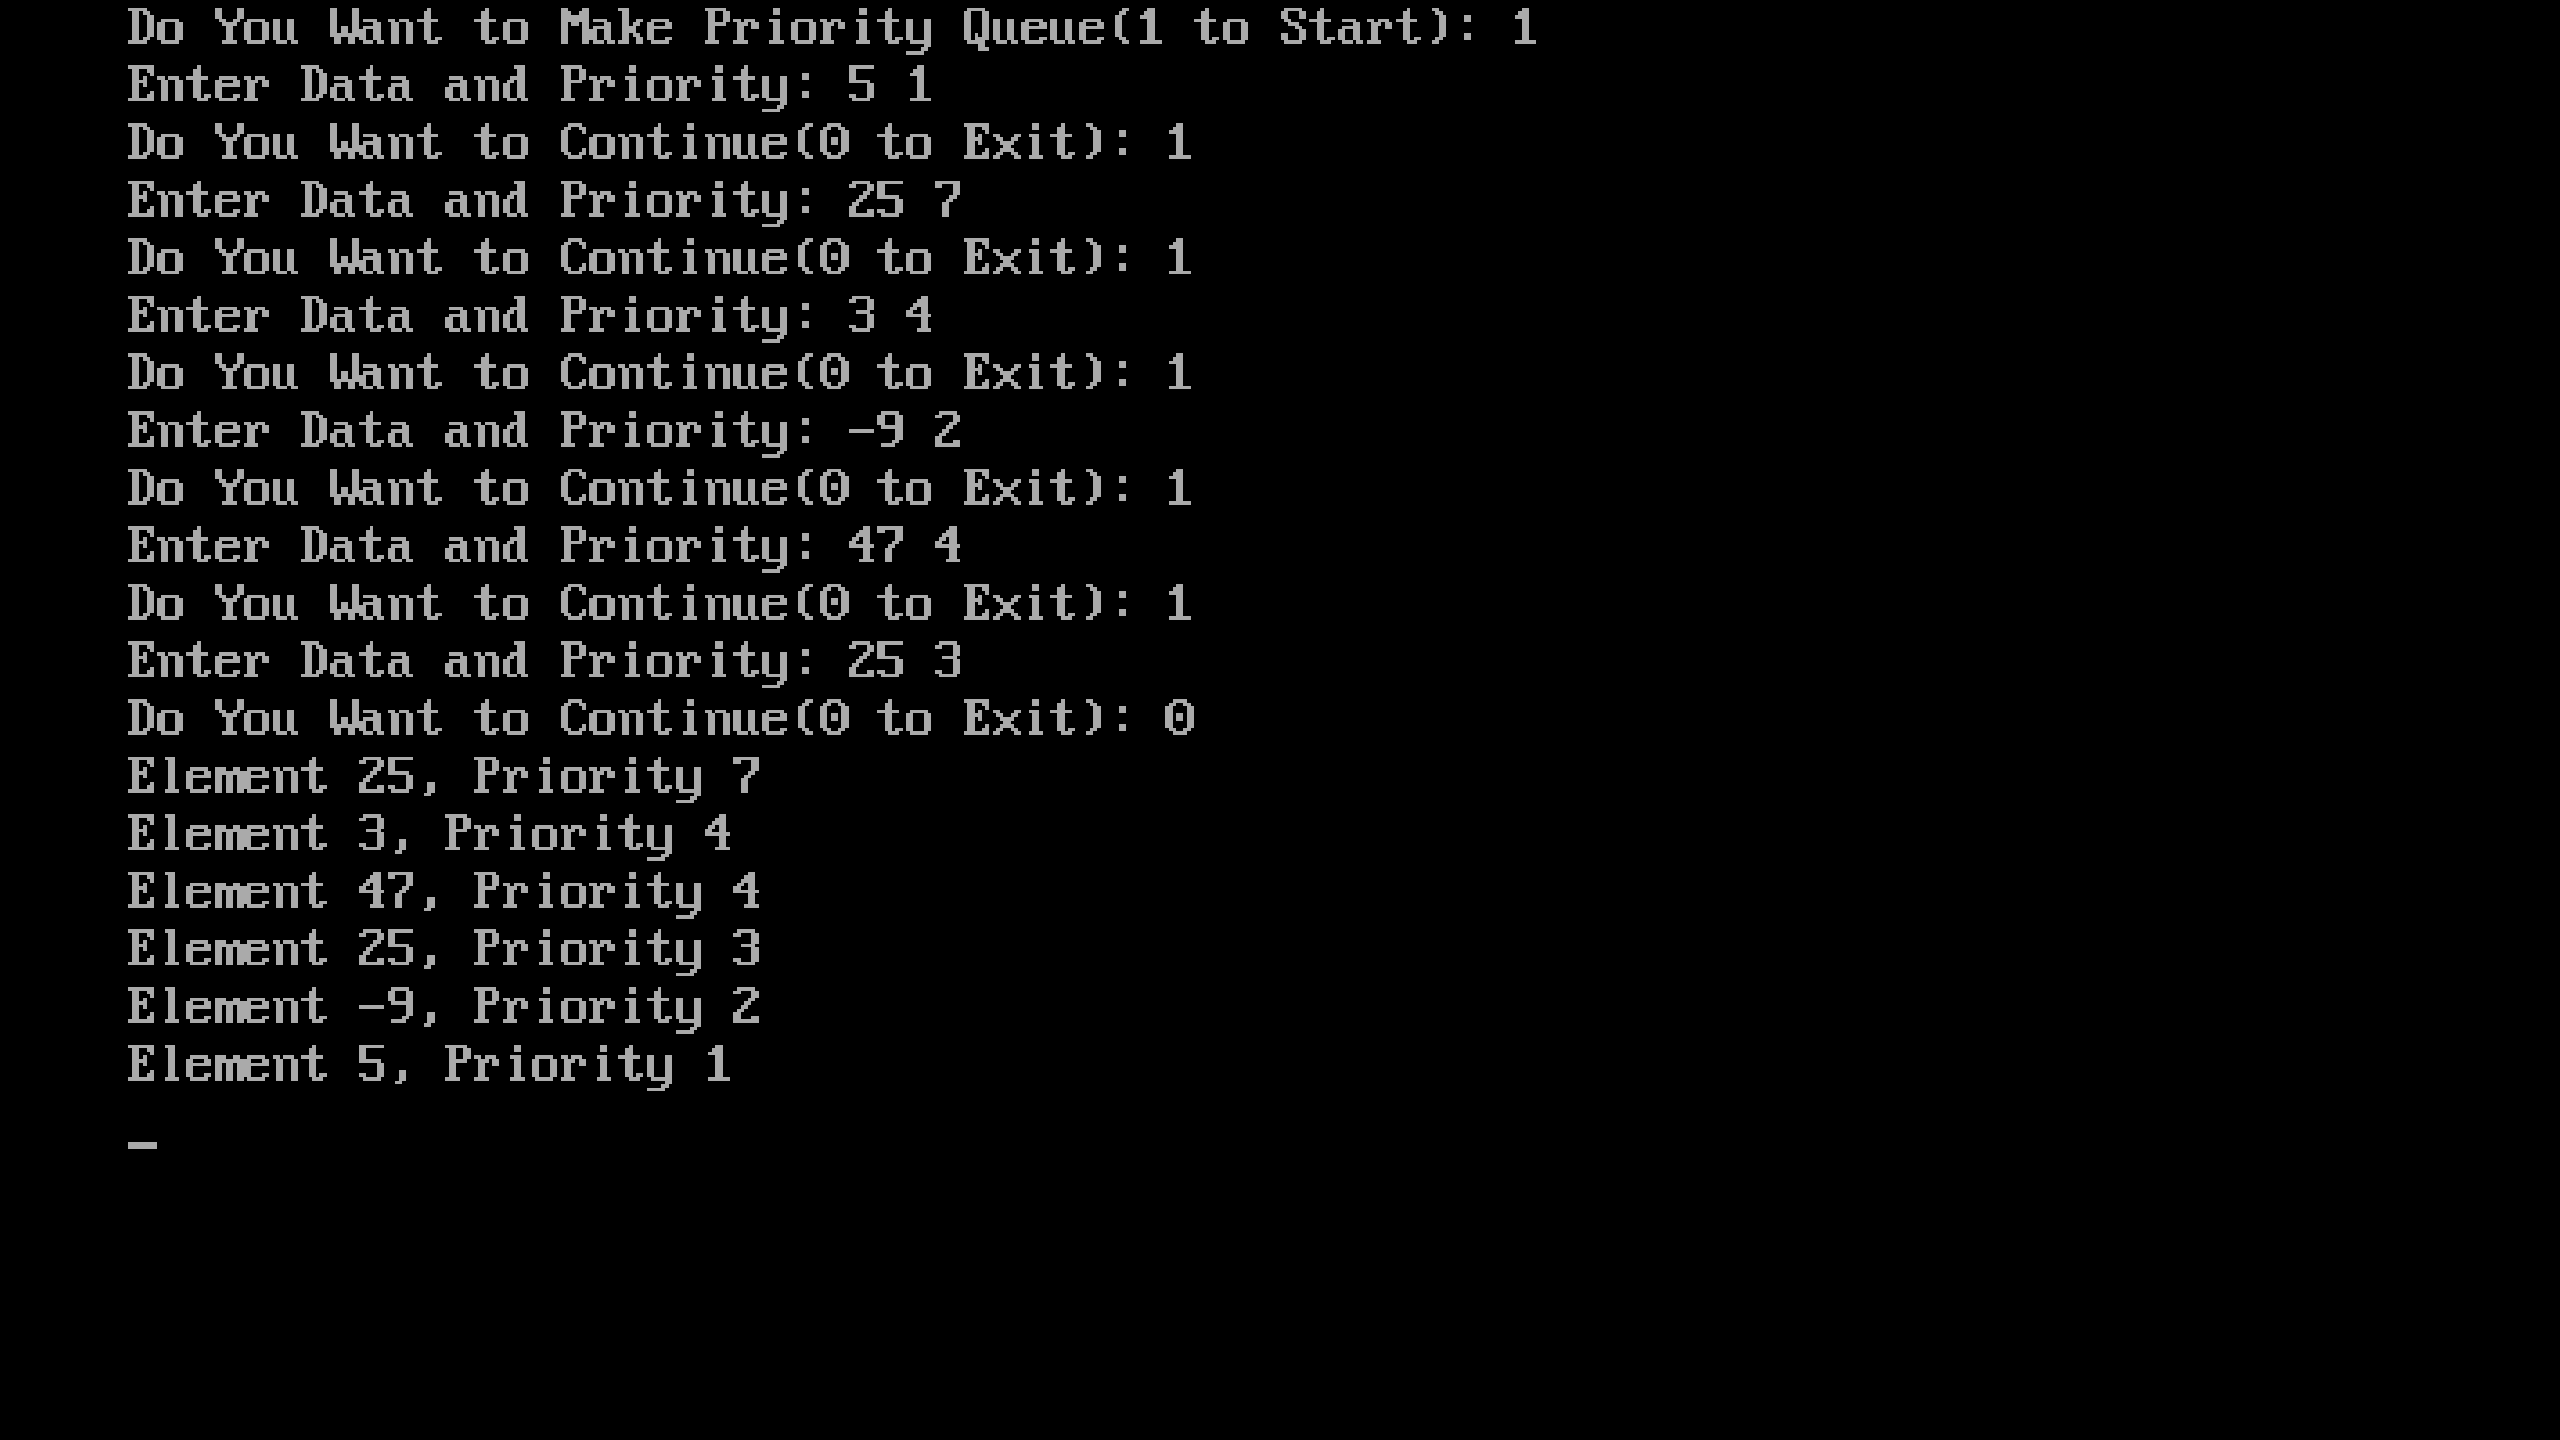 Do You Want to Make Priority Queue(1 to Start): 1
Enter Data and Priority: 5 1
Do You Want to Continue(0 to Exit): 1
Enter Data and Priority: 25 7
Do You Want to Continue(0 to Exit): 1
Enter Data and Priority: 3 4
Do You Want to Continue(0 to Exit): 1
Enter Data and Priority: -9 2
Do You Want to Continue(0 to Exit): 1
Enter Data and Priority: 47 4
Do You Want to Continue(0 to Exit): 1
Enter Data and Priority: 25 3
Do You Want to Continue(0 to Exit): 0
Element 25, Priority 7
Element 3, Priority 4
Element 47, Priority 4
Element 25, Priority 3
Element -9, Priority 2
Element 5, Priority 1
_